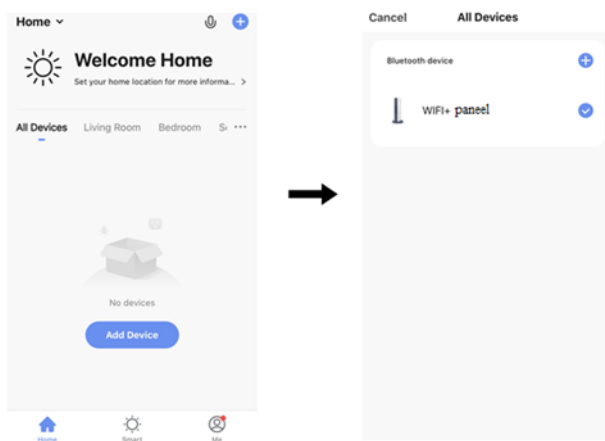 Home
Welcome Home
Set your home location for more informa... >
All Devices Living Room Bedroom S ...
No devices
Add Device
Home Smart Me
Cancel All Devices
Bluetooth device
WIFI+ paneel